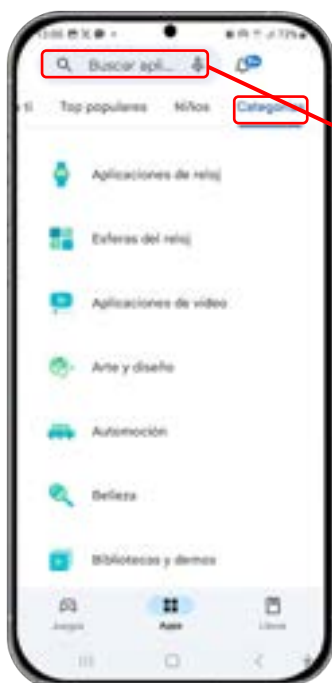 Buscar apli...
Top populares Niños Categorías
Aplicaciones de reloj
Esferas del reloj
Aplicaciones de video
Arte y diseño
Automoción
Belleza
Bibliotecas y demos
Juegos Apps Libros